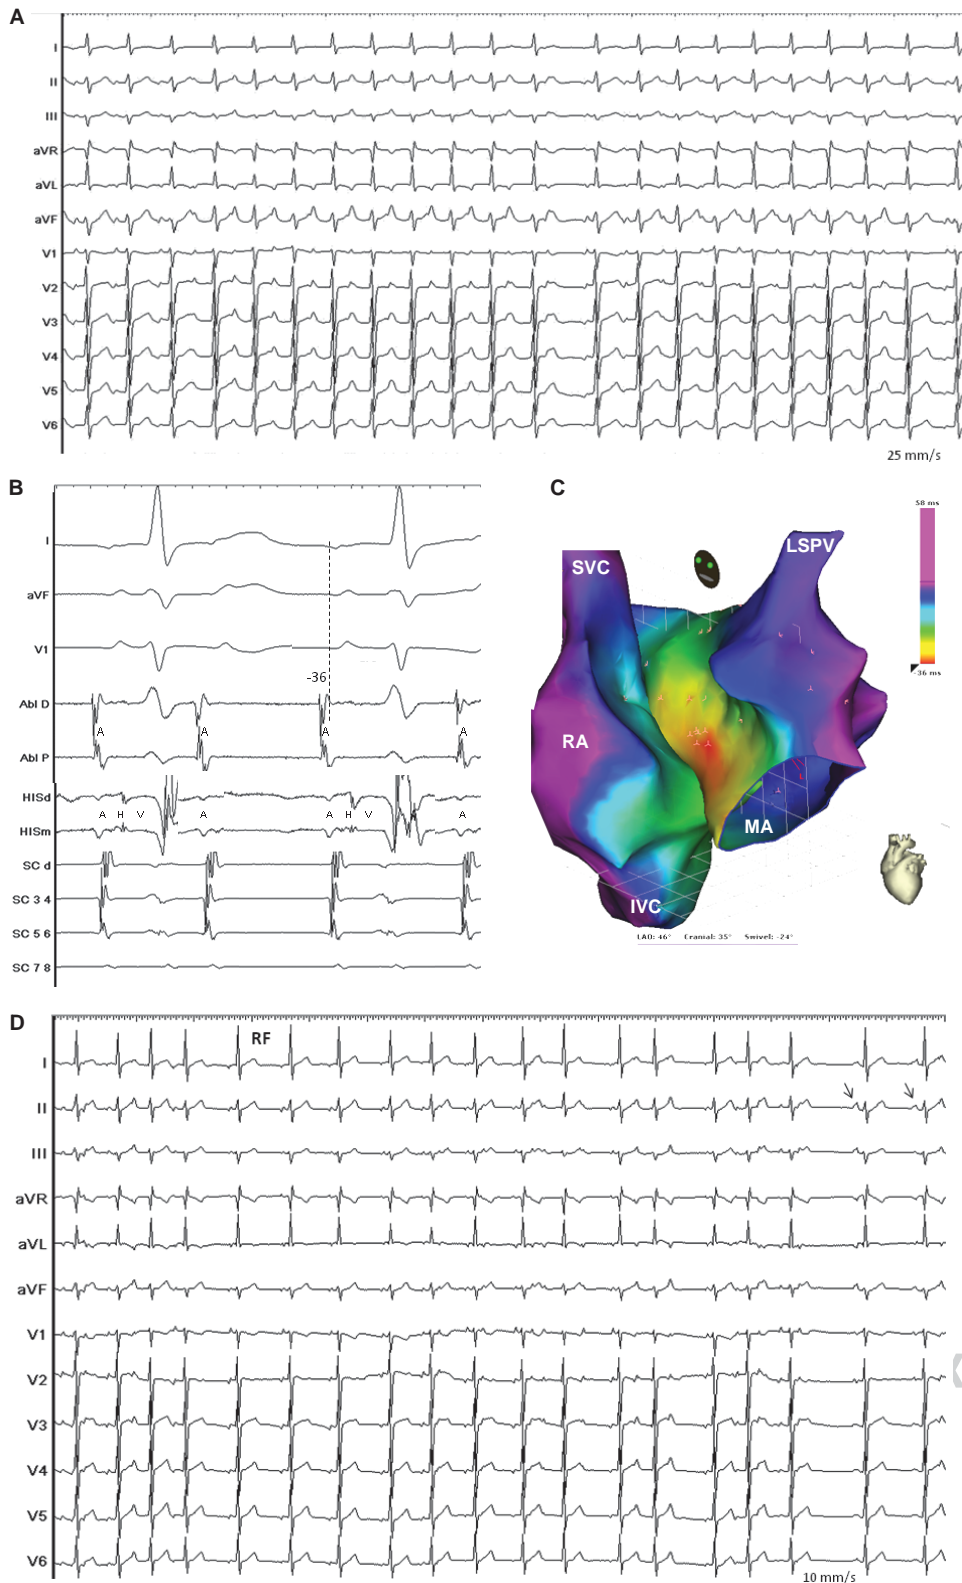 A
I
II
III
aVR
aVL
aVF
V1
V2
V3
V4
V5
V6
25 mm/s
B
I
aVF
V1
-36
Abl D
A A A
Abl P
HISd
A H V A A H V A
HISm
SC d
SC 3 4
SC 5 6
SC 7 8
C
58 ms
LSPV
SVC
-36 ms
RA
MA
IVC
LAO: 46° Cranial: 35° Swivel: -24°
D
RF
I
II
III
aVR
aVL
aVF
V1
V2
V3
V4
V5
V6
10 mm/s